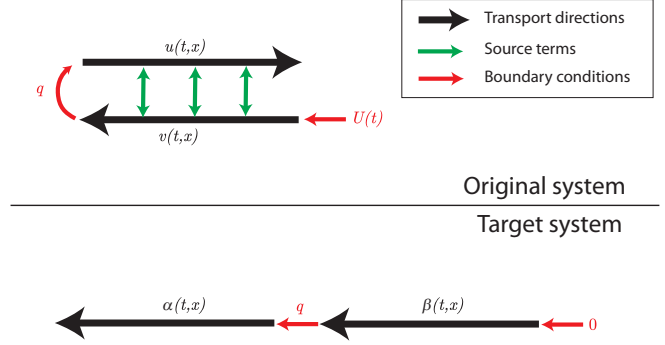 u(t,x)
q
v(t,x)
U(t)
Transport directions
Source terms
Boundary conditions
Original system
Target system
α(t,x)
q
β(t,x)
0